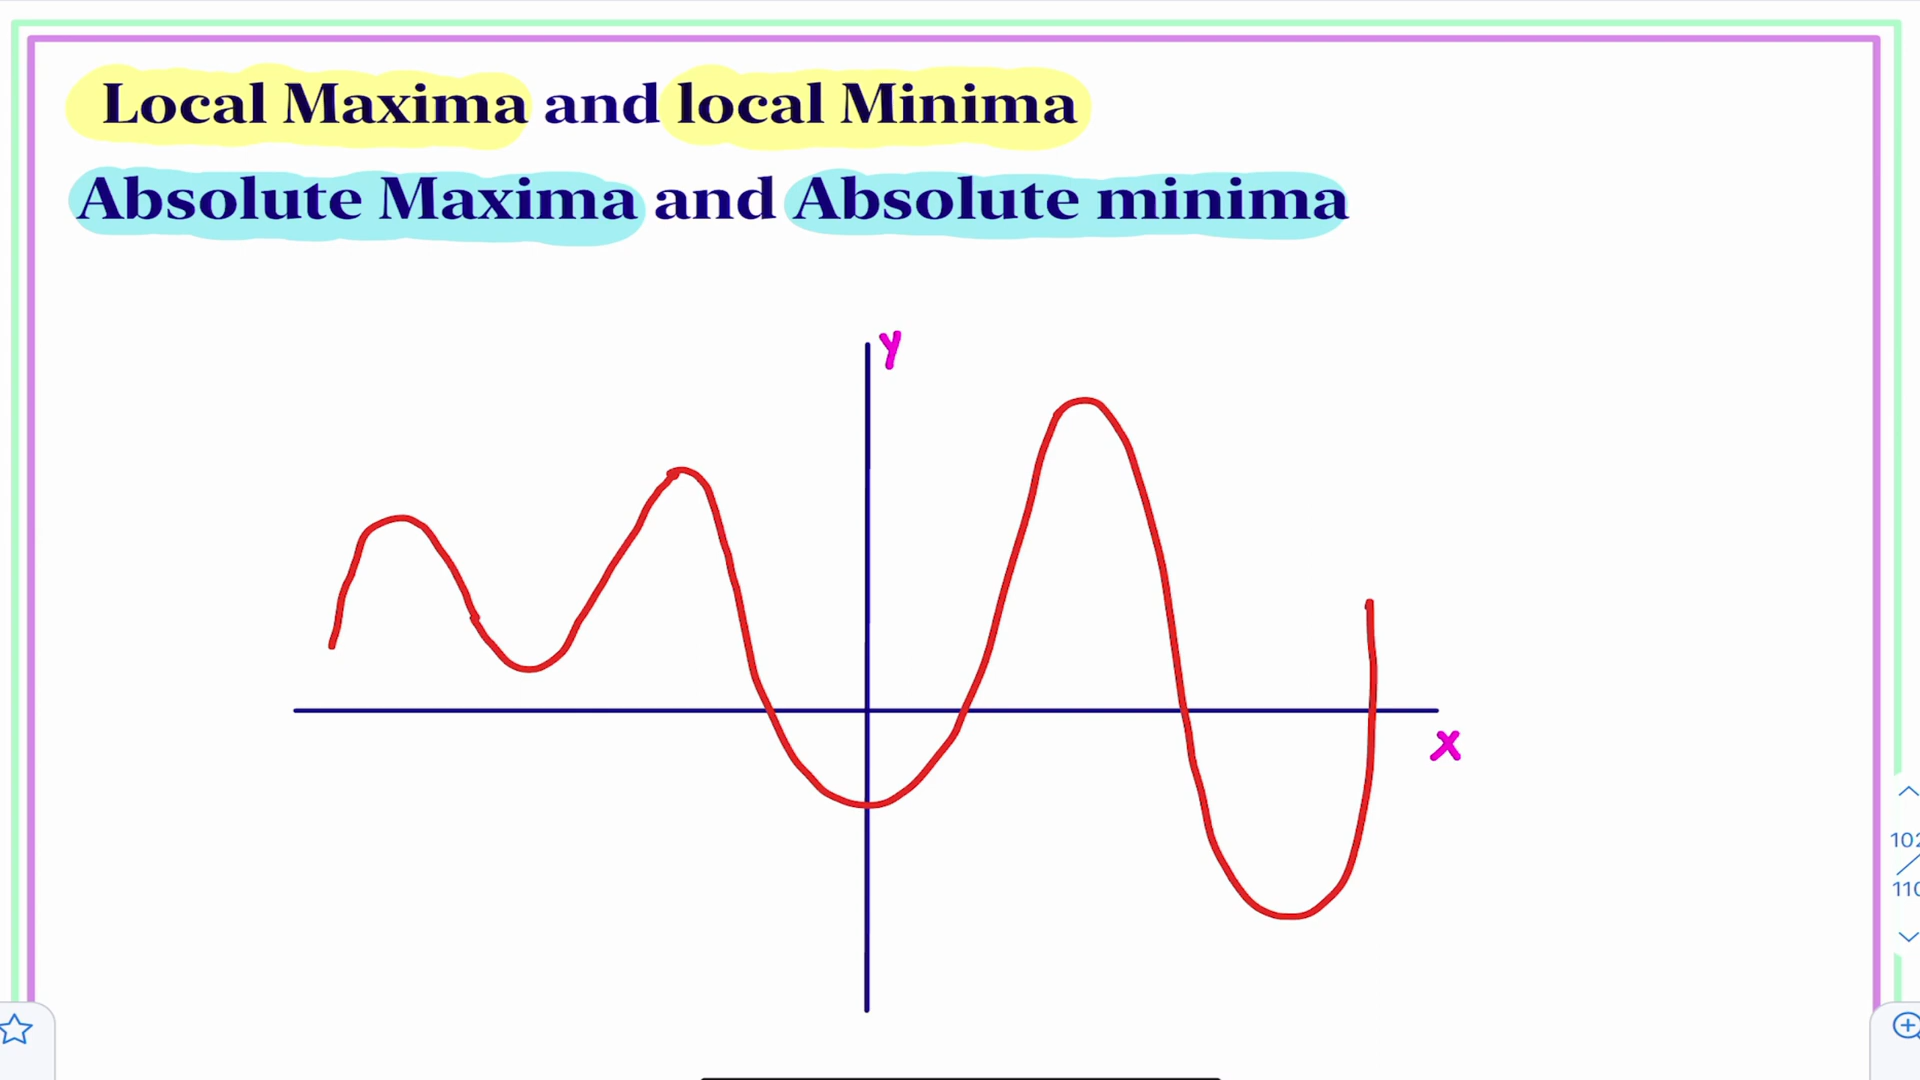 Local Maxima and local Minima
Absolute Maxima and Absolute minima
y
x